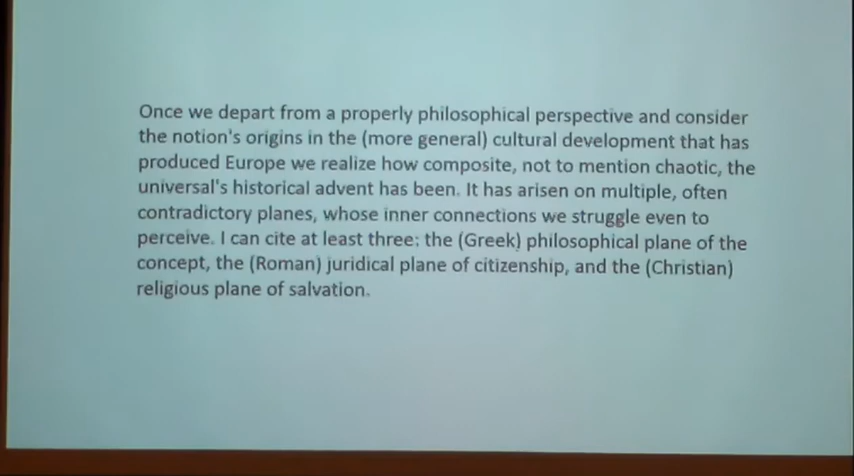 Once we depart from a properly philosophical perspective and consider
the notion's origins in the (more general) cultural development that has
produced Europe we realize how composite, not to mention chaotic, the
universal's historical advent has been. It has arisen on multiple, often
contradictory planes, whose inner connections we struggle even to
perceive. I can cite at least three: the (Greek) philosophical plane of the
concept, the (Roman) juridical plane of citizenship, and the (Christian)
religious plane of salvation.